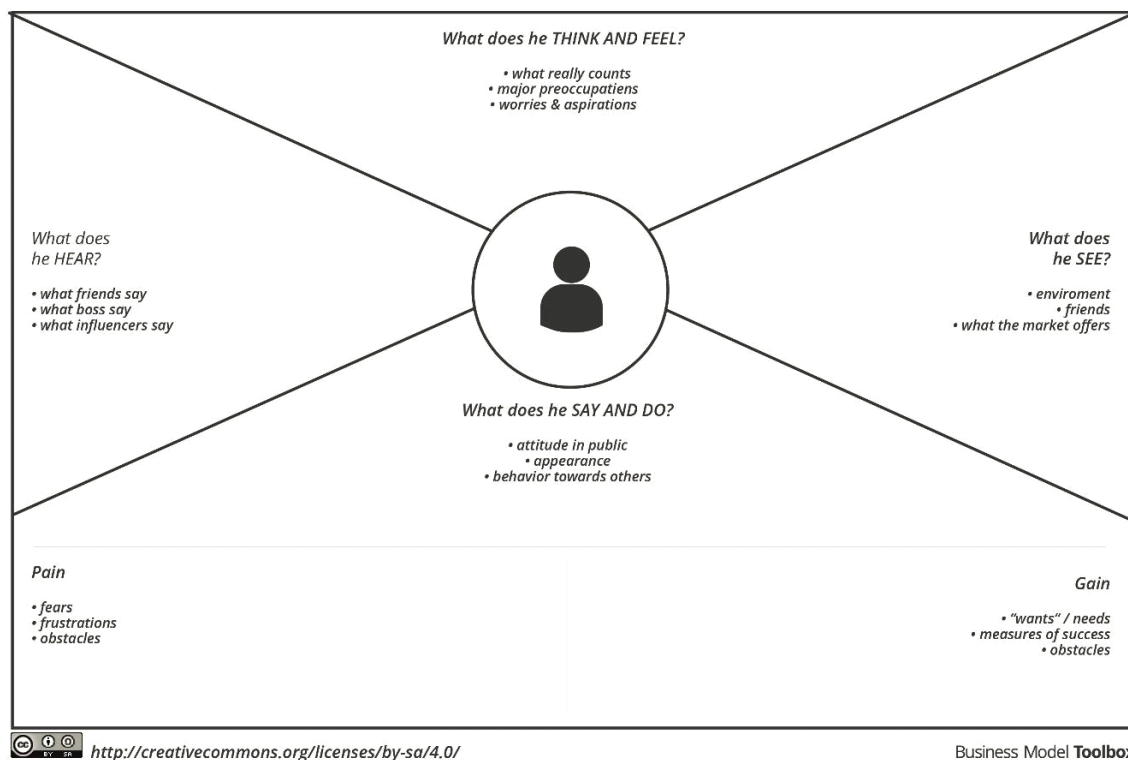 What does he THINK AND FEEL?
• what really counts
• major preoccupatiens
• worries & aspirations
What does
he HEAR?
• what friends say
• what boss say
• what influencers say
What does
he SEE?
• enviroment
• friends
• what the market offers
What does he SAY AND DO?
• attitude in public
• appearance
• behavior towards others
Pain
• fears
• frustrations
• obstacles
Gain
• “wants“ / needs
• measures of success
• obstacles
cc BY SA
http://creativecommons.org/licenses/by-sa/4.0/
Business Model Toolbox